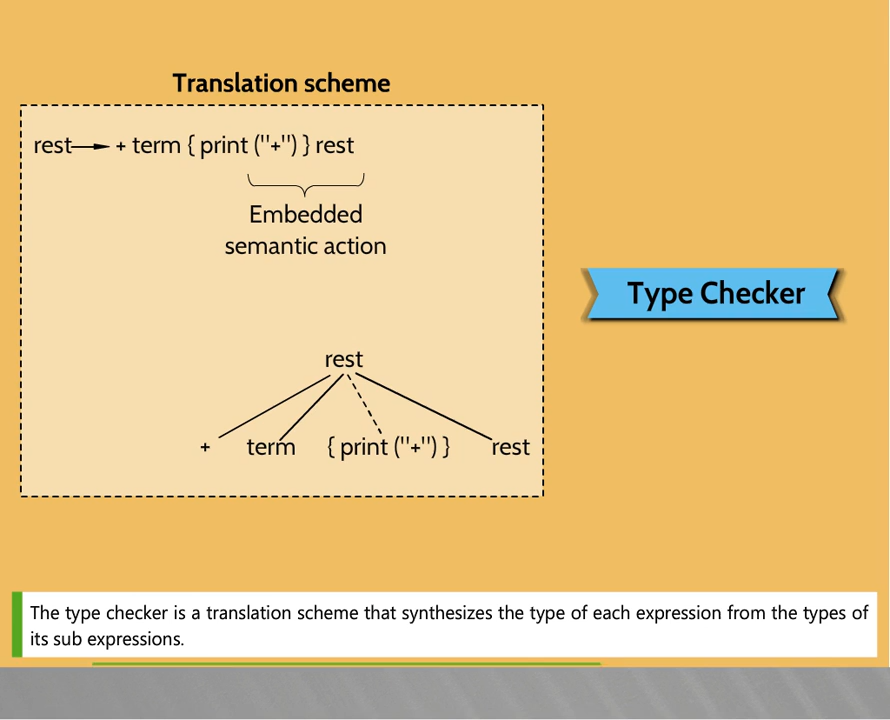 Translation scheme
rest → + term { print ("+") } rest
Embedded
semantic action
Type Checker
rest
+ term { print ("+") } rest
The type checker is a translation scheme that synthesizes the type of each expression from the types of
its sub expressions.